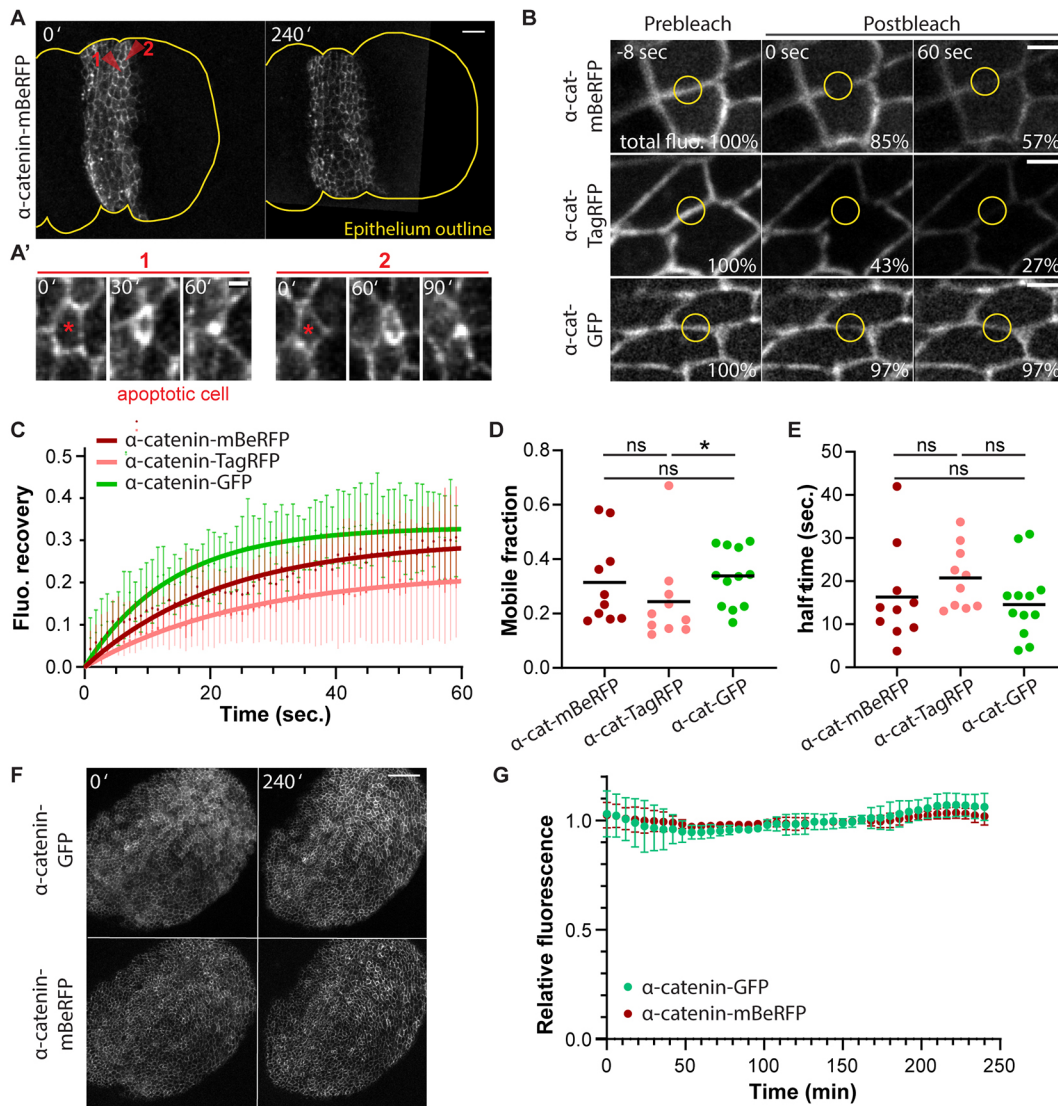 A
α-catenin-mBeRFP
0‘
1
2
240‘
Epithelium outline
A’
1
2
0‘
30‘
60‘
0‘
60‘
90‘
*
*
apoptotic cell
B
Prebleach
Postbleach
α-cat-
mBeRFP
-8 sec
0 sec
60 sec
total fluo. 100%
85%
57%
α-cat-
TagRFP
100%
43%
27%
α-cat-
GFP
100%
97%
97%
C
α-catenin-mBeRFP
α-catenin-TagRFP
α-catenin-GFP
Fluo. recovery
0.5
0.4
0.3
0.2
0.1
0.0
0
20
40
60
Time (sec.)
D
ns
*
ns
Mobile fraction
0.8
0.6
0.4
0.2
0.0
α-cat-mBeRFP
α-cat-TagRFP
α-cat-GFP
E
ns
ns
ns
half time (sec.)
50
40
30
20
10
0
α-cat-mBeRFP
α-cat-TagRFP
α-cat-GFP
F
0‘
240‘
α-catenin-
GFP
α-catenin-
mBeRFP
G
Relative fluorescence
1.0
0.5
0.0
α-catenin-GFP
α-catenin-mBeRFP
0
50
100
150
200
250
Time (min)